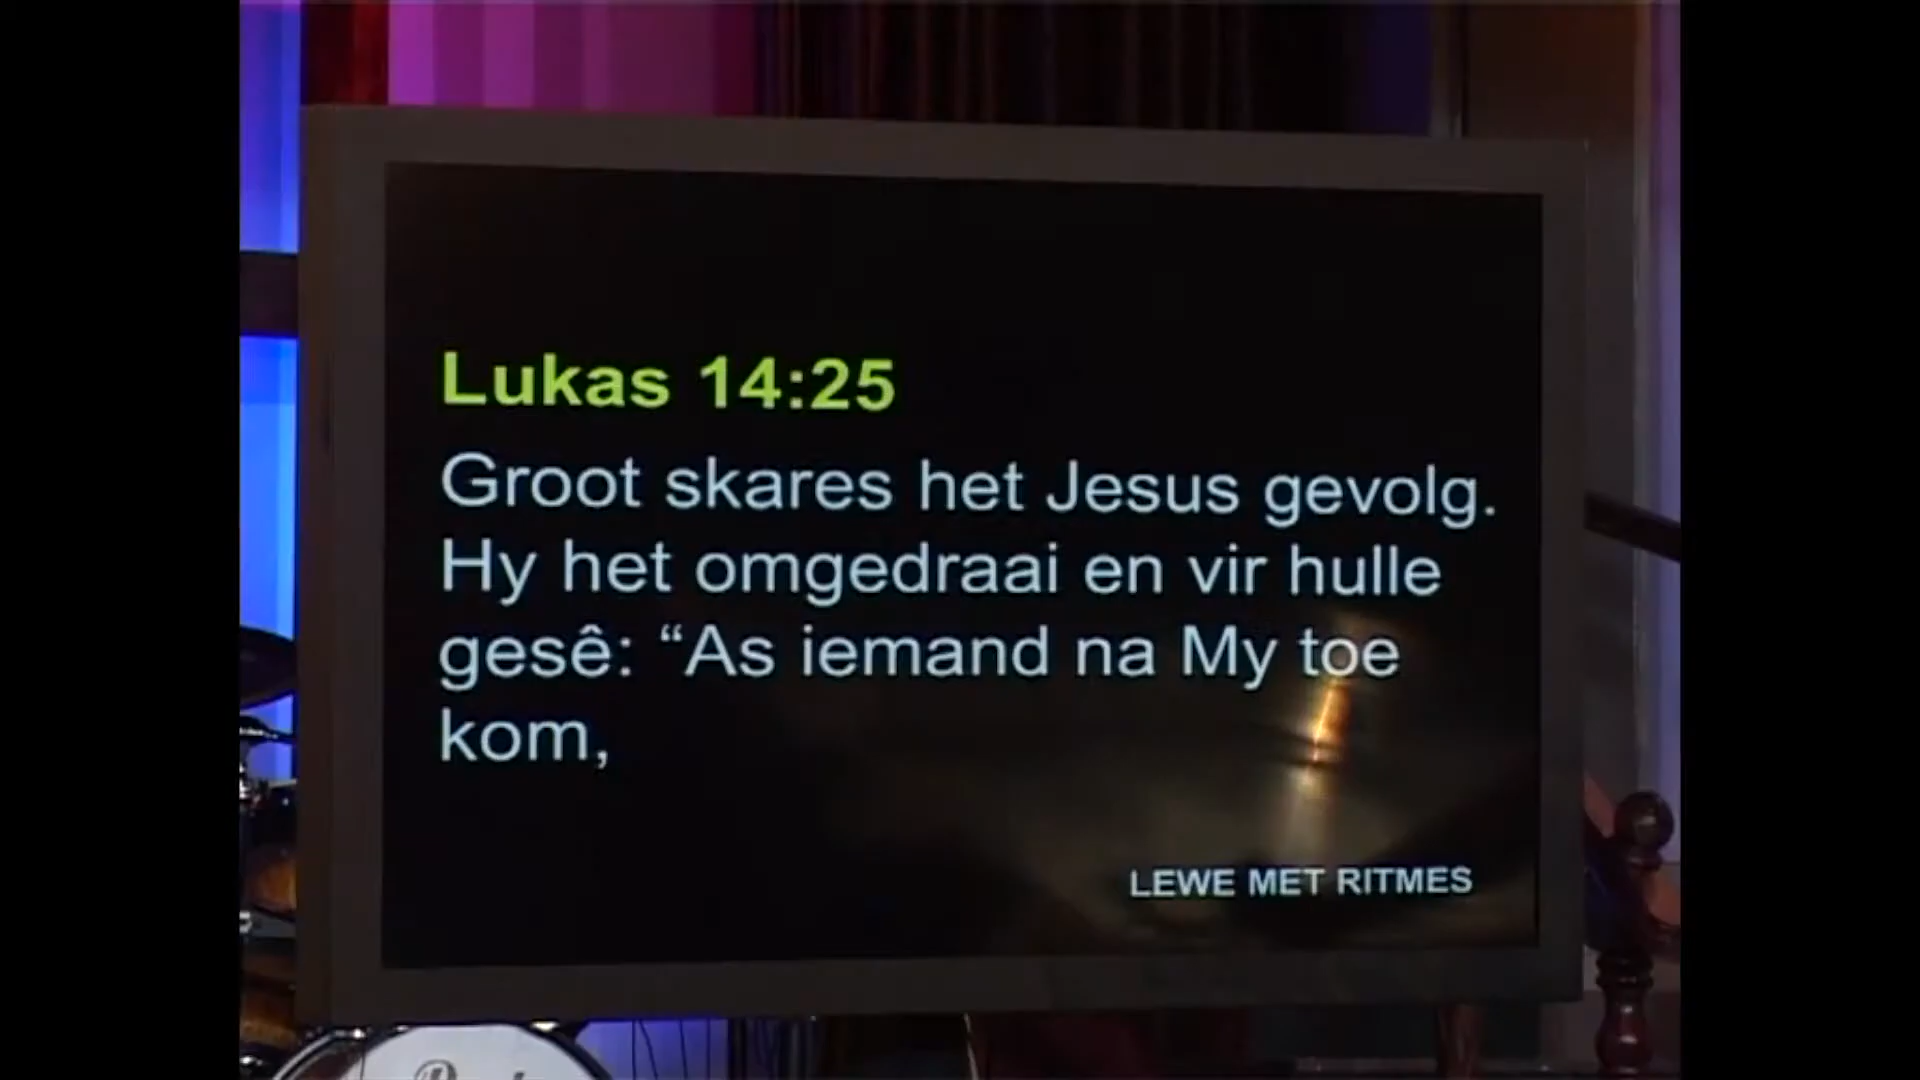 Lukas 14:25
Groot skares het Jesus gevolg.
Hy het omgedraai en vir hulle
gesê: “As iemand na My toe
kom,
LEWE MET RITMES